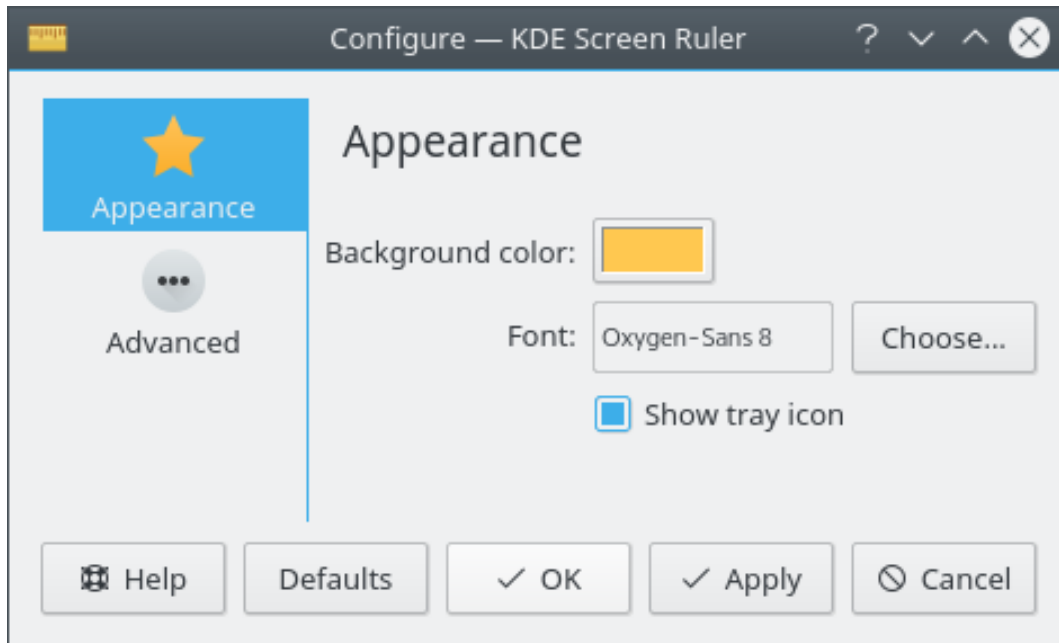 Configure — KDE Screen Ruler
Appearance
Appearance
Background color:
Advanced
Font: Oxygen-Sans 8 Choose...
Show tray icon
Help Defaults OK Apply Cancel